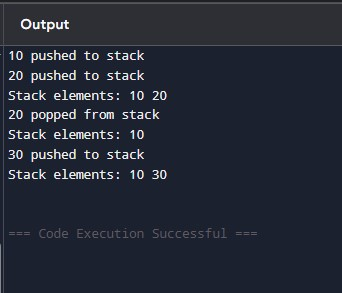 Output
10 pushed to stack
20 pushed to stack
Stack elements: 10 20
20 popped from stack
Stack elements: 10
30 pushed to stack
Stack elements: 10 30
=== Code Execution Successful ===